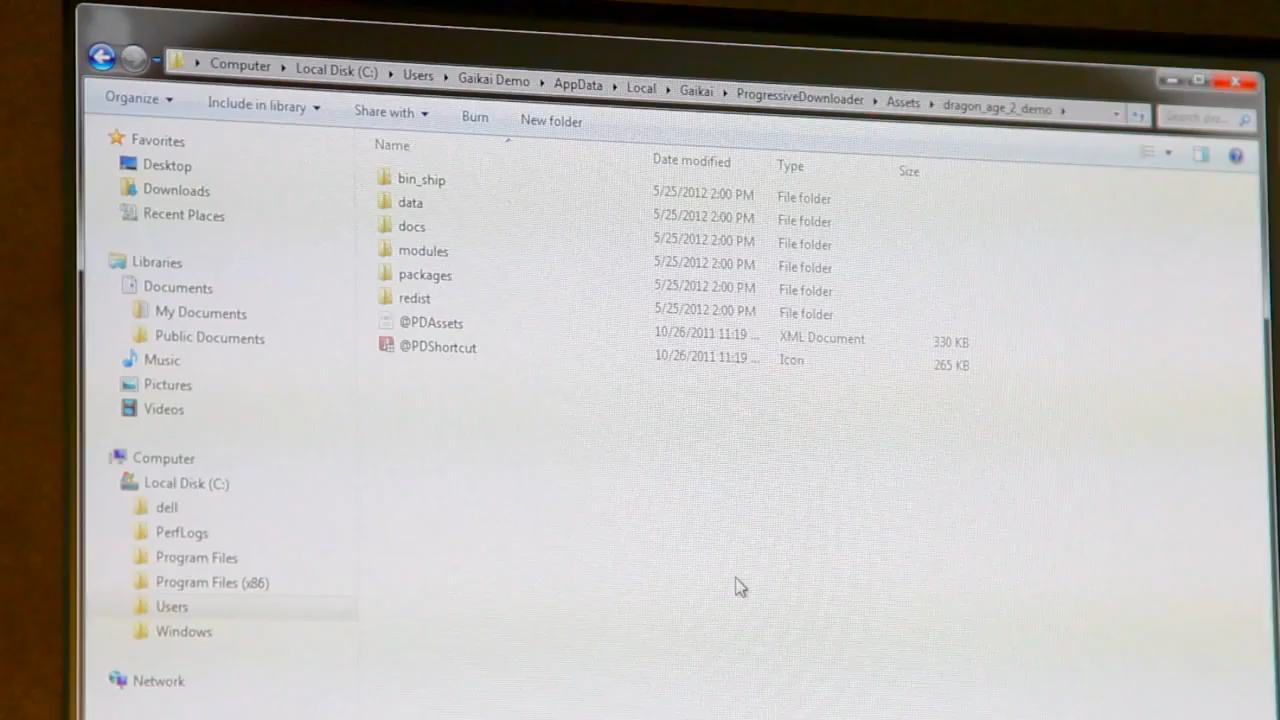 Computer Local Disk (C:) Users Gaikai Demo AppData Local Gaikai ProgressiveDownloader Assets dragon_age_2_demo
Organize Include in library Share with Burn New folder
Favorites
Desktop
Downloads
Recent Places
Libraries
Documents
My Documents
Public Documents
Music
Pictures
Videos
Computer
Local Disk (C:)
dell
PerfLogs
Program Files
Program Files (x86)
Users
Windows
Network
Name Date modified Type Size
bin_ship 5/25/2012 2:00 PM File folder
data 5/25/2012 2:00 PM File folder
docs 5/25/2012 2:00 PM File folder
modules 5/25/2012 2:00 PM File folder
packages 5/25/2012 2:00 PM File folder
redist 5/25/2012 2:00 PM File folder
@PDAssets 10/26/2011 11:19 ... XML Document 330 KB
@PDShortcut 10/26/2011 11:19 ... Icon 265 KB